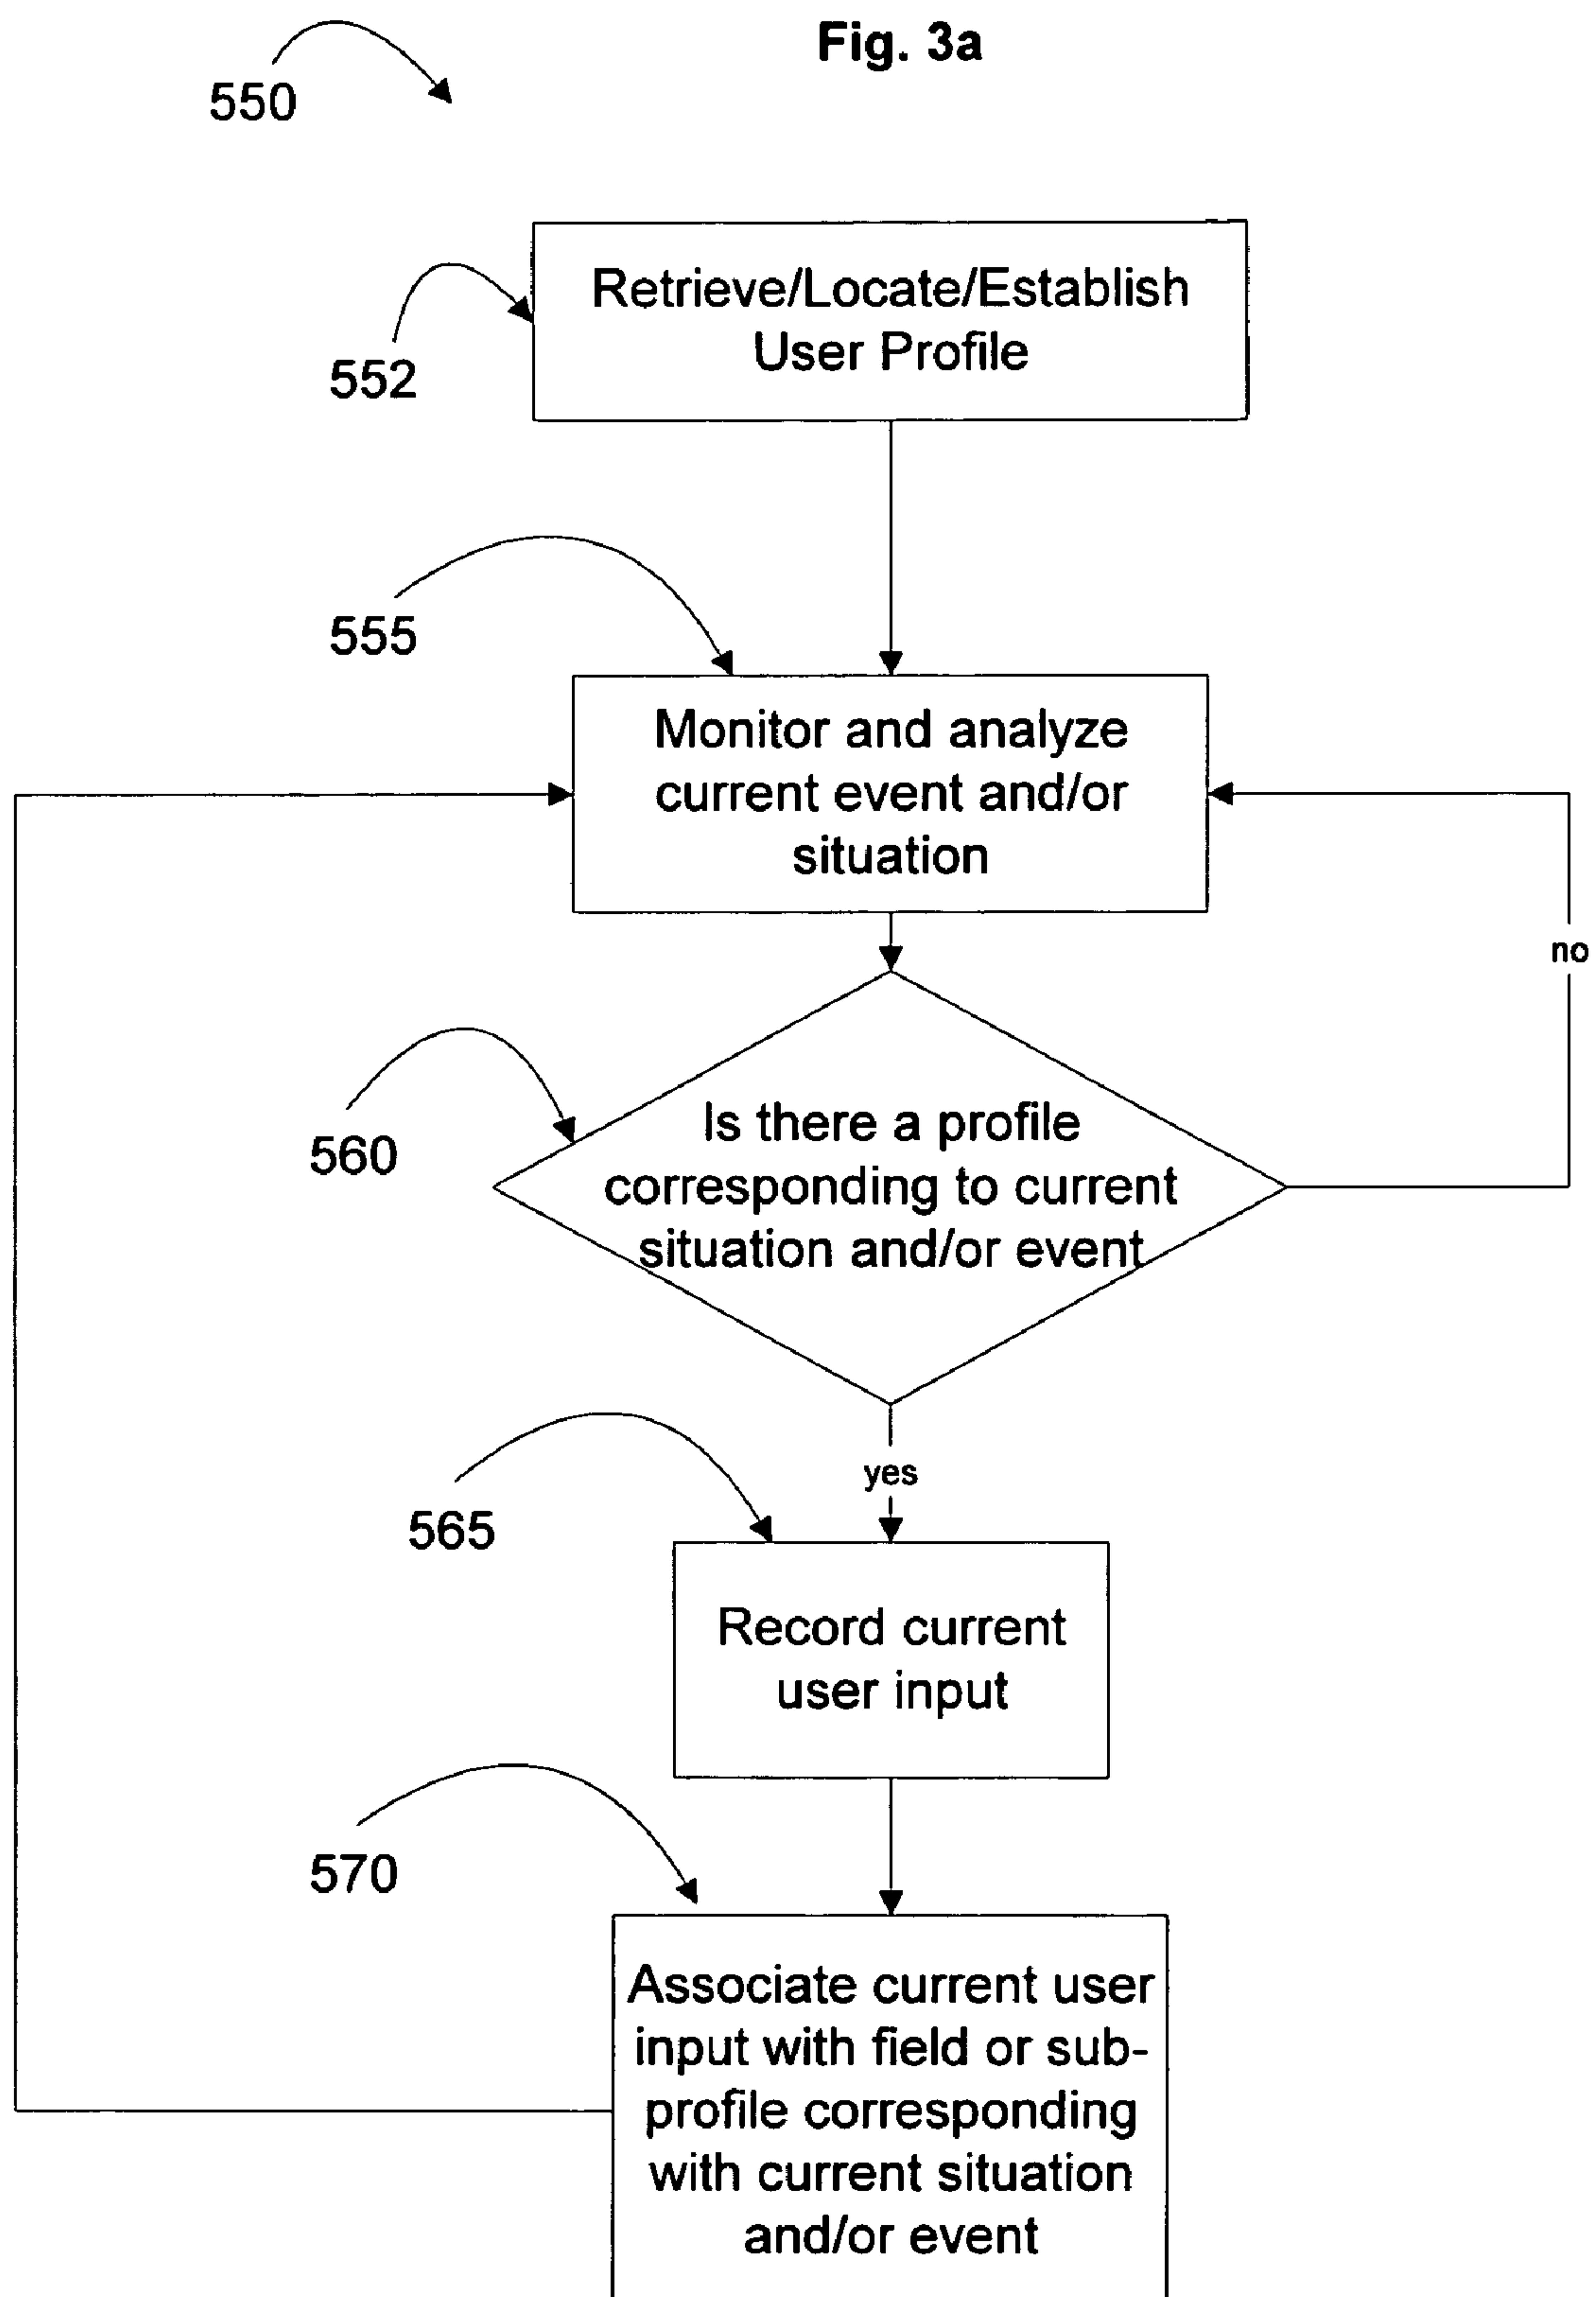 Fig. 3a
550
Retrieve/Locate/Establish
User Profile
552
555
Monitor and analyze
current event and/or
situation
no
560
Is there a profile
corresponding to current
situation and/or event
yes
565
Record current
user input
570
Associate current user
input with field or sub-
profile corresponding
with current situation
and/or event